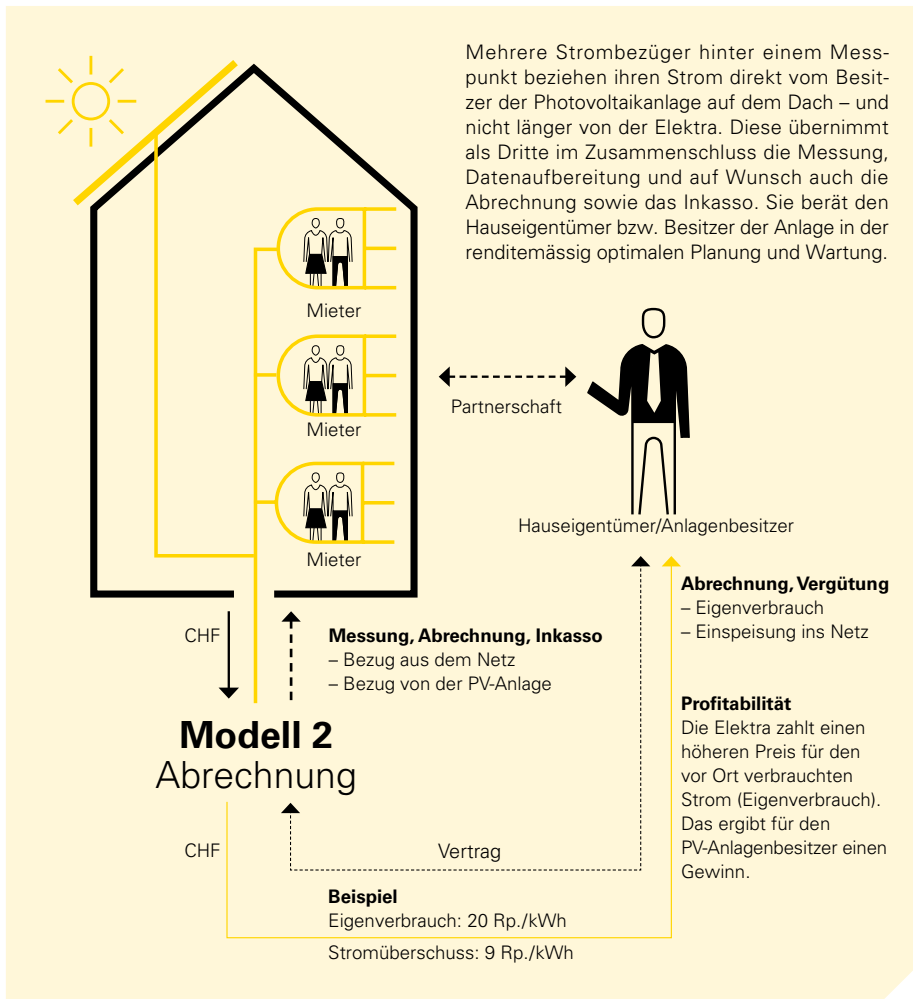 Mehrere Strombezüger hinter einem Mess-
punkt beziehen ihren Strom direkt vom Besit-
zer der Photovoltaikanlage auf dem Dach – und
nicht länger von der Elektra. Diese übernimmt
als Dritte im Zusammenschluss die Messung,
Datenaufbereitung und auf Wunsch auch die
Abrechnung sowie das Inkasso. Sie berät den
Hauseigentümer bzw. Besitzer der Anlage in der
renditemässig optimalen Planung und Wartung.
Mieter
Mieter
Mieter
Partnerschaft
Hauseigentümer/Anlagenbesitzer
CHF
Messung, Abrechnung, Inkasso
– Bezug aus dem Netz
– Bezug von der PV-Anlage
Abrechnung, Vergütung
– Eigenverbrauch
– Einspeisung ins Netz
Profitabilität
Die Elektra zahlt einen
höheren Preis für den
vor Ort verbrauchten
Strom (Eigenverbrauch).
Das ergibt für den
PV-Anlagenbesitzer einen
Gewinn.
Modell 2
Abrechnung
CHF
Vertrag
Beispiel
Eigenverbrauch: 20 Rp./kWh
Stromüberschuss: 9 Rp./kWh